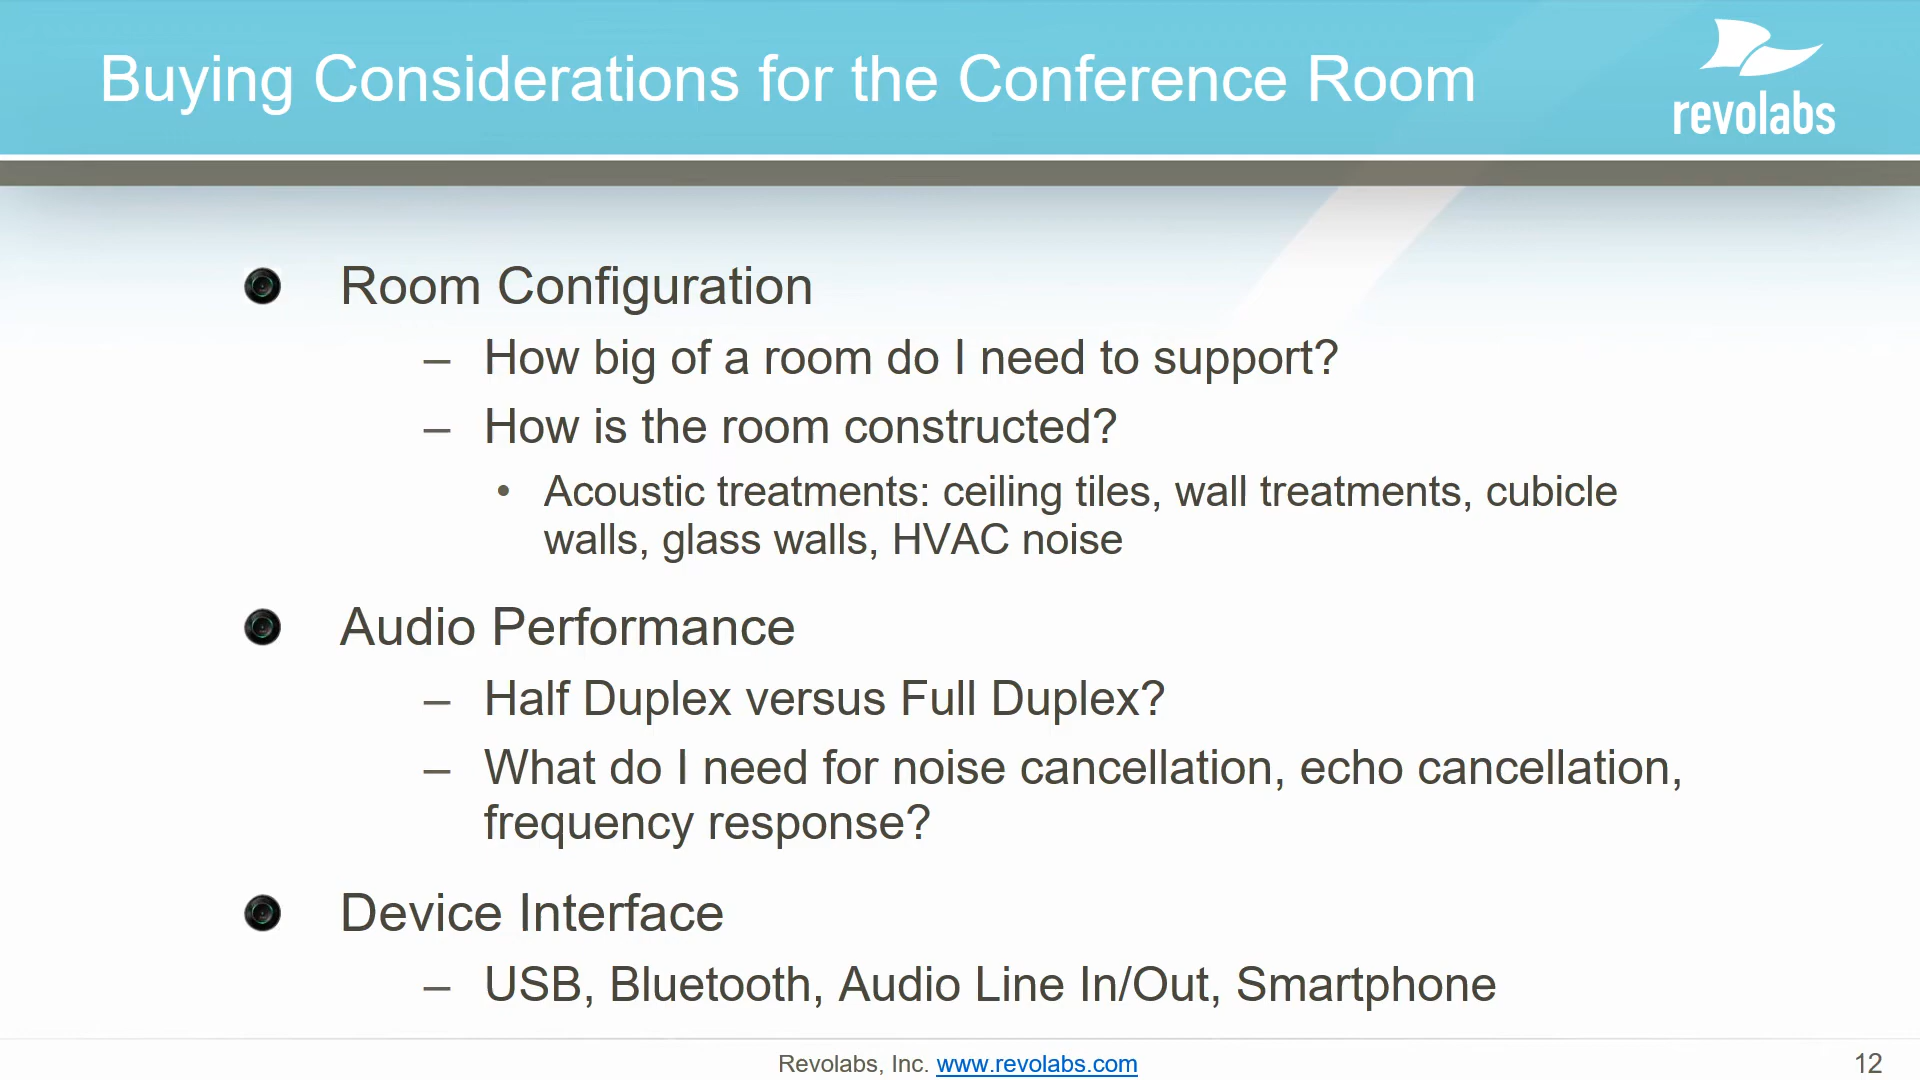 Buying Considerations for the Conference Room
revolabs
Room Configuration
– How big of a room do I need to support?
– How is the room constructed?
• Acoustic treatments: ceiling tiles, wall treatments, cubicle
walls, glass walls, HVAC noise
Audio Performance
– Half Duplex versus Full Duplex?
– What do I need for noise cancellation, echo cancellation,
frequency response?
Device Interface
– USB, Bluetooth, Audio Line In/Out, Smartphone
Revolabs, Inc. www.revolabs.com
12